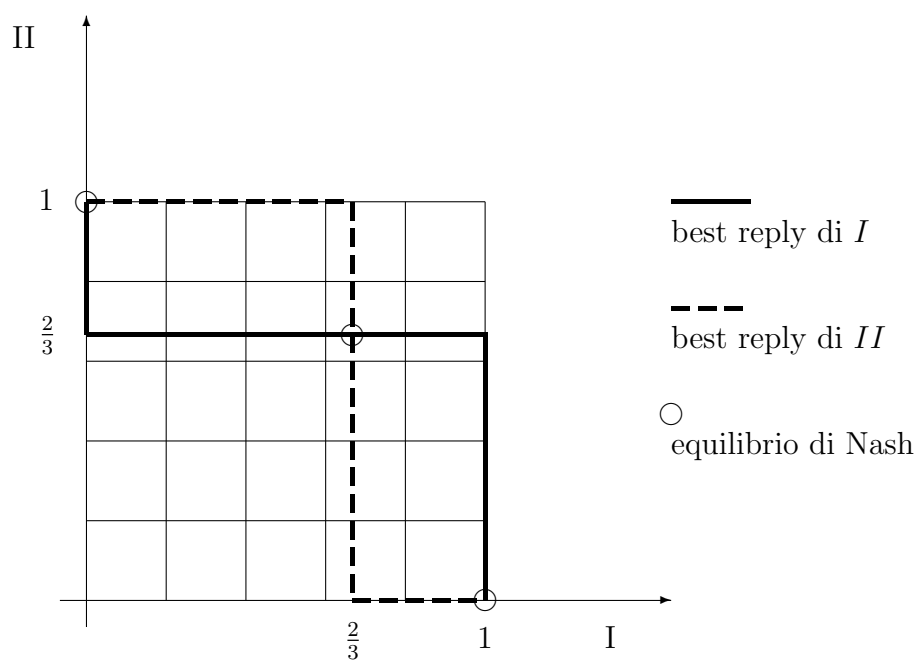 II
1
best reply di I
2/3
best reply di II
equilibrio di Nash
2/3 1 I